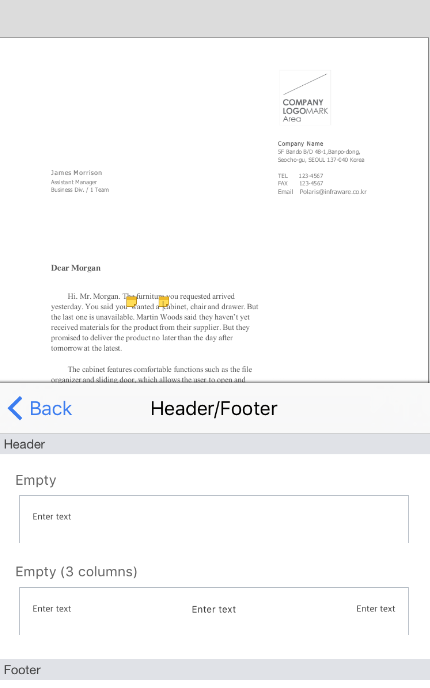 COMPANY
LOGOMARK
Area
Company Name
SF Bando B/D 48-1,Banpo-dong,
Seocho-gu, SEOUL 137-040 Korea
James Morrison
Assistant Manager
Business Div. / 1 Team
TEL 123-4567
FAX 123-4567
Email Polaris@infraware.co.kr
Dear Morgan
Hi. Mr. Morgan. The furniture you requested arrived
yesterday. You said you wanted a cabinet, chair and drawer. But
the last one is unavailable. Martin Woods said they haven't yet
received materials for the product from their supplier. But they
promised to deliver the product no later than the day after
tomorrow at the latest.
The cabinet features comfortable functions such as the file
organizer and sliding door, which allows the user to open and
Back
Header/Footer
Header
Empty
Enter text
Empty (3 columns)
Enter text Enter text Enter text
Footer